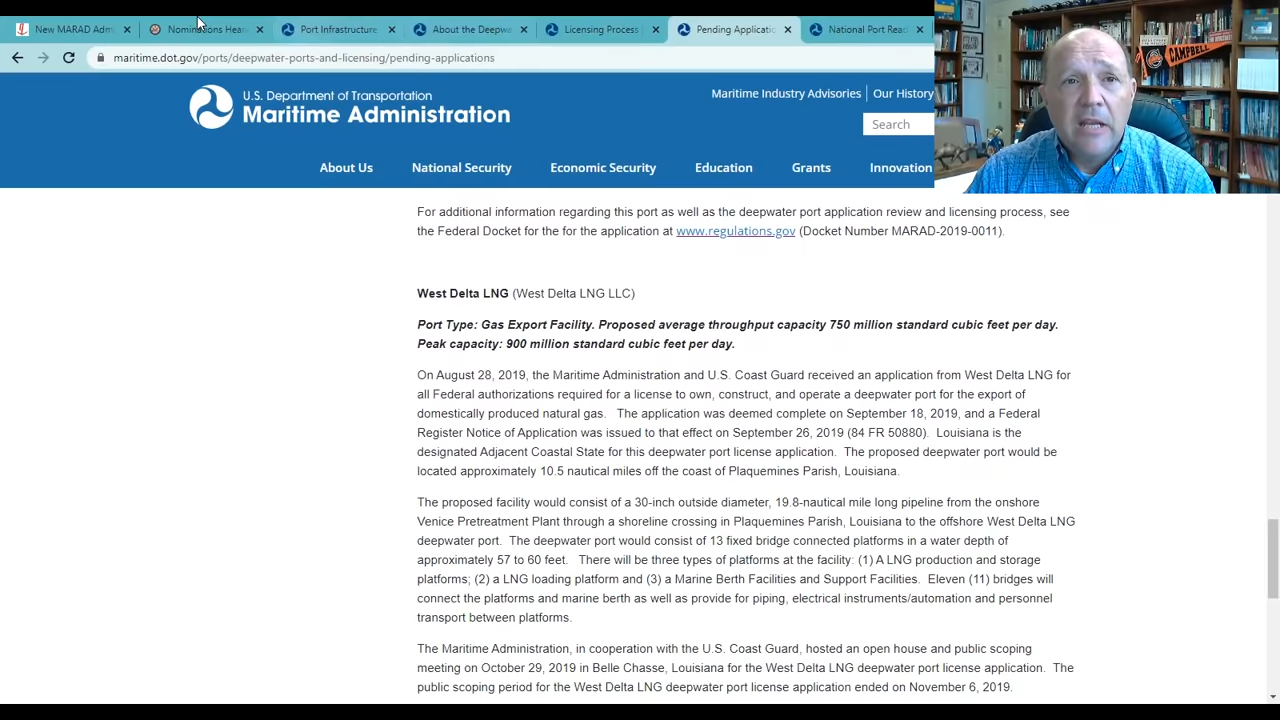 New MARAD Adm
Nominations Hear
Port Infrastructure
About the Deepwa
Licensing Process
Pending Applicatio
National Port Read
maritime.dot.gov/ports/deepwater-ports-and-licensing/pending-applications
U.S. Department of Transportation
Maritime Administration
Maritime Industry Advisories
Our History
Search
About Us
National Security
Economic Security
Education
Grants
Innovation
CAMPBELL
For additional information regarding this port as well as the deepwater port application review and licensing process, see
the Federal Docket for the for the application at www.regulations.gov (Docket Number MARAD-2019-0011).
West Delta LNG (West Delta LNG LLC)
Port Type: Gas Export Facility. Proposed average throughput capacity 750 million standard cubic feet per day.
Peak capacity: 900 million standard cubic feet per day.
On August 28, 2019, the Maritime Administration and U.S. Coast Guard received an application from West Delta LNG for
all Federal authorizations required for a license to own, construct, and operate a deepwater port for the export of
domestically produced natural gas. The application was deemed complete on September 18, 2019, and a Federal
Register Notice of Application was issued to that effect on September 26, 2019 (84 FR 50880). Louisiana is the
designated Adjacent Coastal State for this deepwater port license application. The proposed deepwater port would be
located approximately 10.5 nautical miles off the coast of Plaquemines Parish, Louisiana.
The proposed facility would consist of a 30-inch outside diameter, 19.8-nautical mile long pipeline from the onshore
Venice Pretreatment Plant through a shoreline crossing in Plaquemines Parish, Louisiana to the offshore West Delta LNG
deepwater port. The deepwater port would consist of 13 fixed bridge connected platforms in a water depth of
approximately 57 to 60 feet. There will be three types of platforms at the facility: (1) A LNG production and storage
platforms; (2) a LNG loading platform and (3) a Marine Berth Facilities and Support Facilities. Eleven (11) bridges will
connect the platforms and marine berth as well as provide for piping, electrical instruments/automation and personnel
transport between platforms.
The Maritime Administration, in cooperation with the U.S. Coast Guard, hosted an open house and public scoping
meeting on October 29, 2019 in Belle Chasse, Louisiana for the West Delta LNG deepwater port license application. The
public scoping period for the West Delta LNG deepwater port license application ended on November 6, 2019.